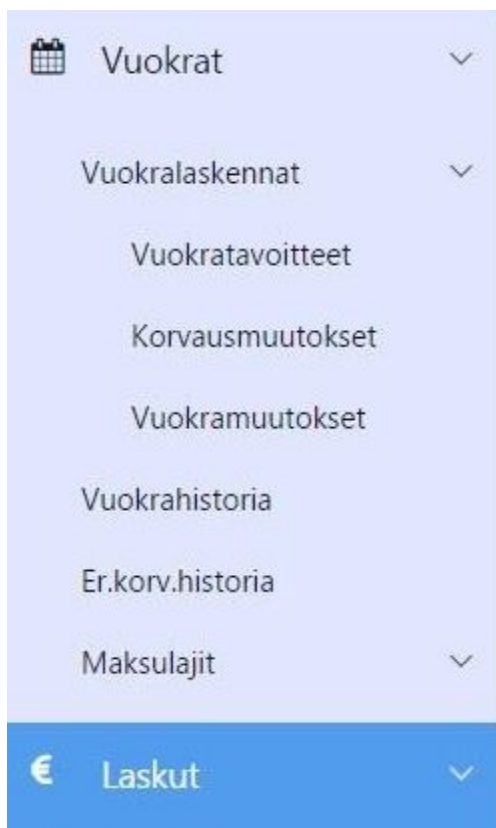 Vuokrat
Vuokralaskennat
Vuokratavoitteet
Korvausmuutokset
Vuokramuutokset
Vuokrahistoria
Er.korv.historia
Maksulajit
€ Laskut